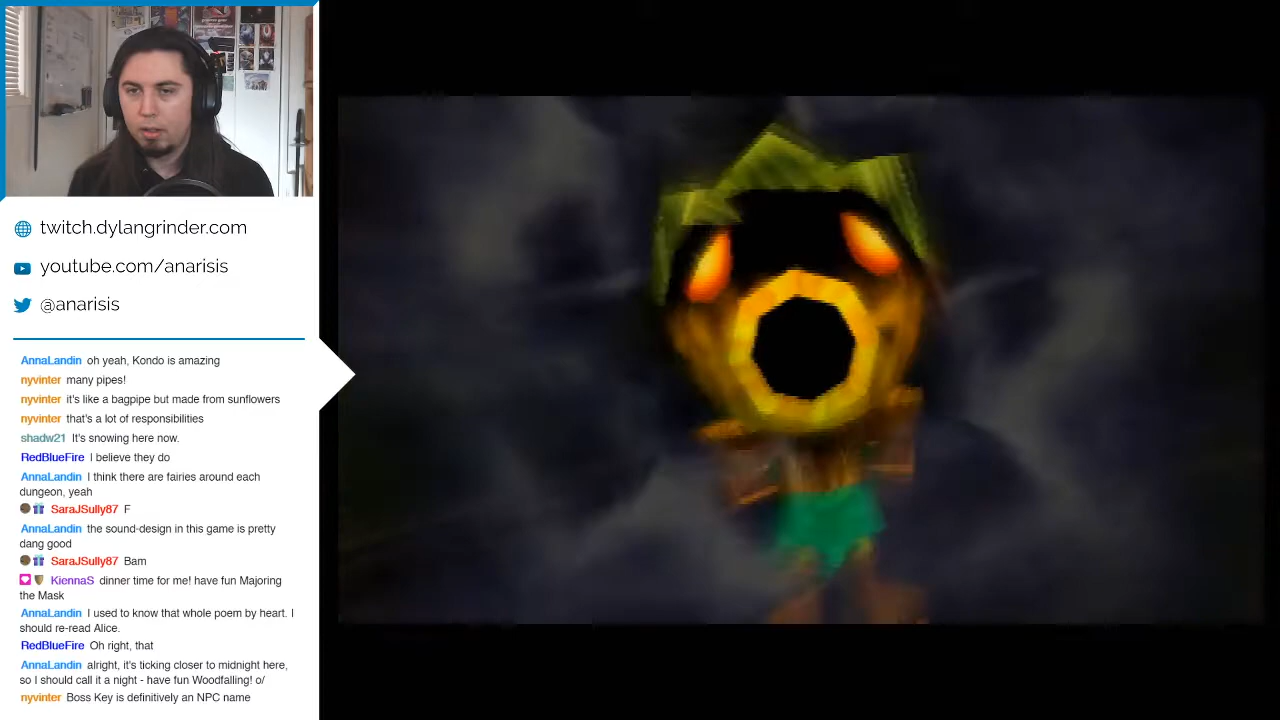 twitch.dylangrinder.com
youtube.com/anarisis
@anarisis
AnnaLandin oh yeah, Kondo is amazing
nyvinter many pipes!
nyvinter it's like a bagpipe but made from sunflowers
nyvinter that's a lot of responsibilities
shadw21 It's snowing here now.
RedBlueFire I believe they do
AnnaLandin I think there are fairies around each
dungeon, yeah
SaraJSully87 F
AnnaLandin the sound-design in this game is pretty
dang good
SaraJSully87 Bam
KiennaS dinner time for me! have fun Majoring
the Mask
AnnaLandin I used to know that whole poem by heart. I
should re-read Alice.
RedBlueFire Oh right, that
AnnaLandin alright, it's ticking closer to midnight here,
so I should call it a night - have fun Woodfalling! o/
nyvinter Boss Key is definitively an NPC name